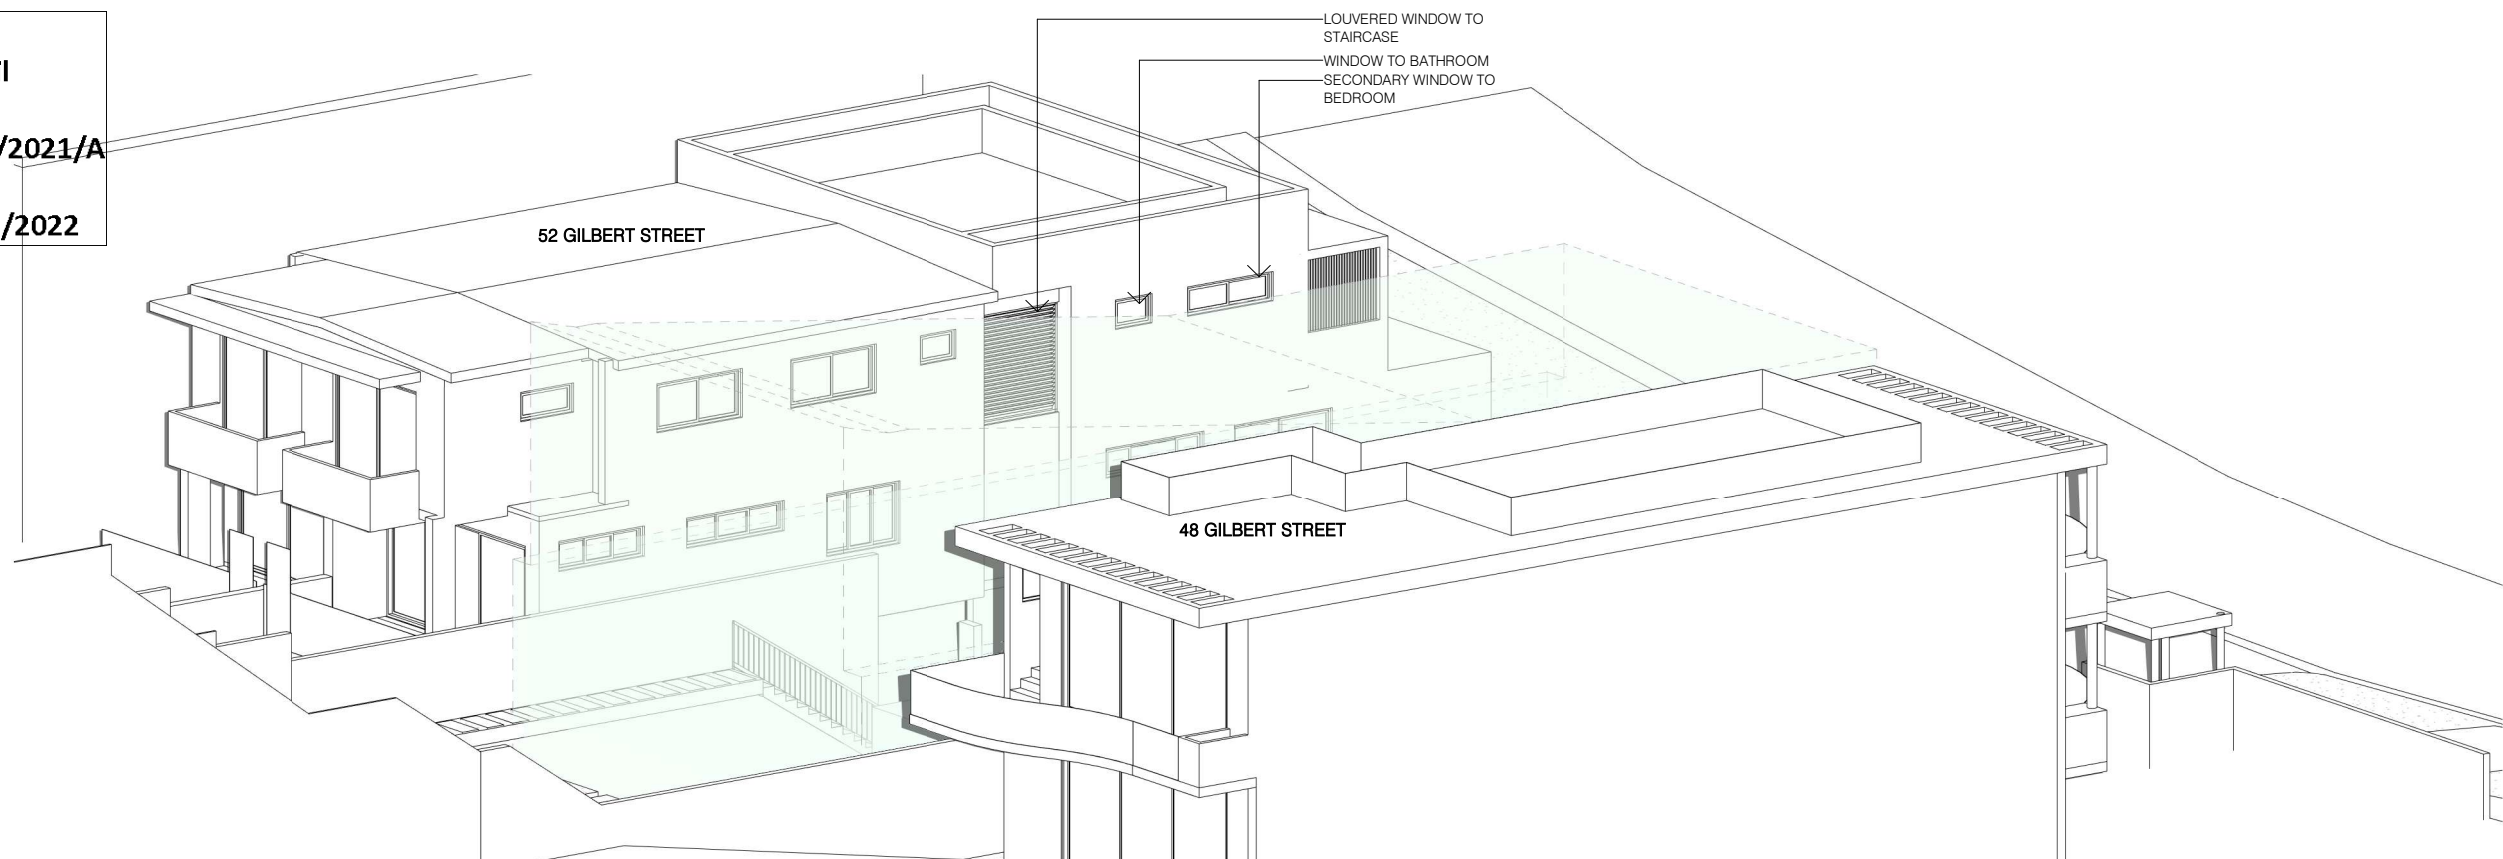 /2021/A
/2022
LOUVERED WINDOW TO
STAIRCASE
WINDOW TO BATHROOM
SECONDARY WINDOW TO
BEDROOM
52 GILBERT STREET
48 GILBERT STREET